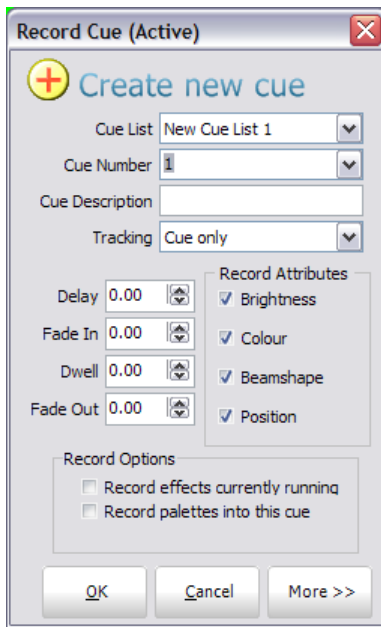 Record Cue (Active)
Create new cue
Cue List New Cue List 1
Cue Number 1
Cue Description
Tracking Cue only
Record Attributes
Delay 0.00
Brightness
Fade In 0.00
Colour
Dwell 0.00
Beamshape
Fade Out 0.00
Position
Record Options
Record effects currently running
Record palettes into this cue
OK Cancel More >>